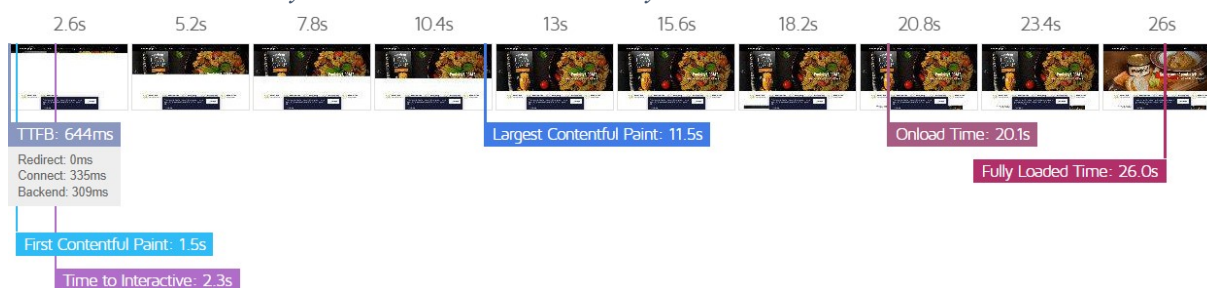 2.6s 5.2s 7.8s 10.4s 13s 15.6s 18.2s 20.8s 23.4s 26s
TTFB: 644ms
Redirect: 0ms
Connect: 335ms
Backend: 309ms
First Contentful Paint: 1.5s
Time to Interactive: 2.3s
Largest Contentful Paint: 11.5s
Onload Time: 20.1s
Fully Loaded Time: 26.0s